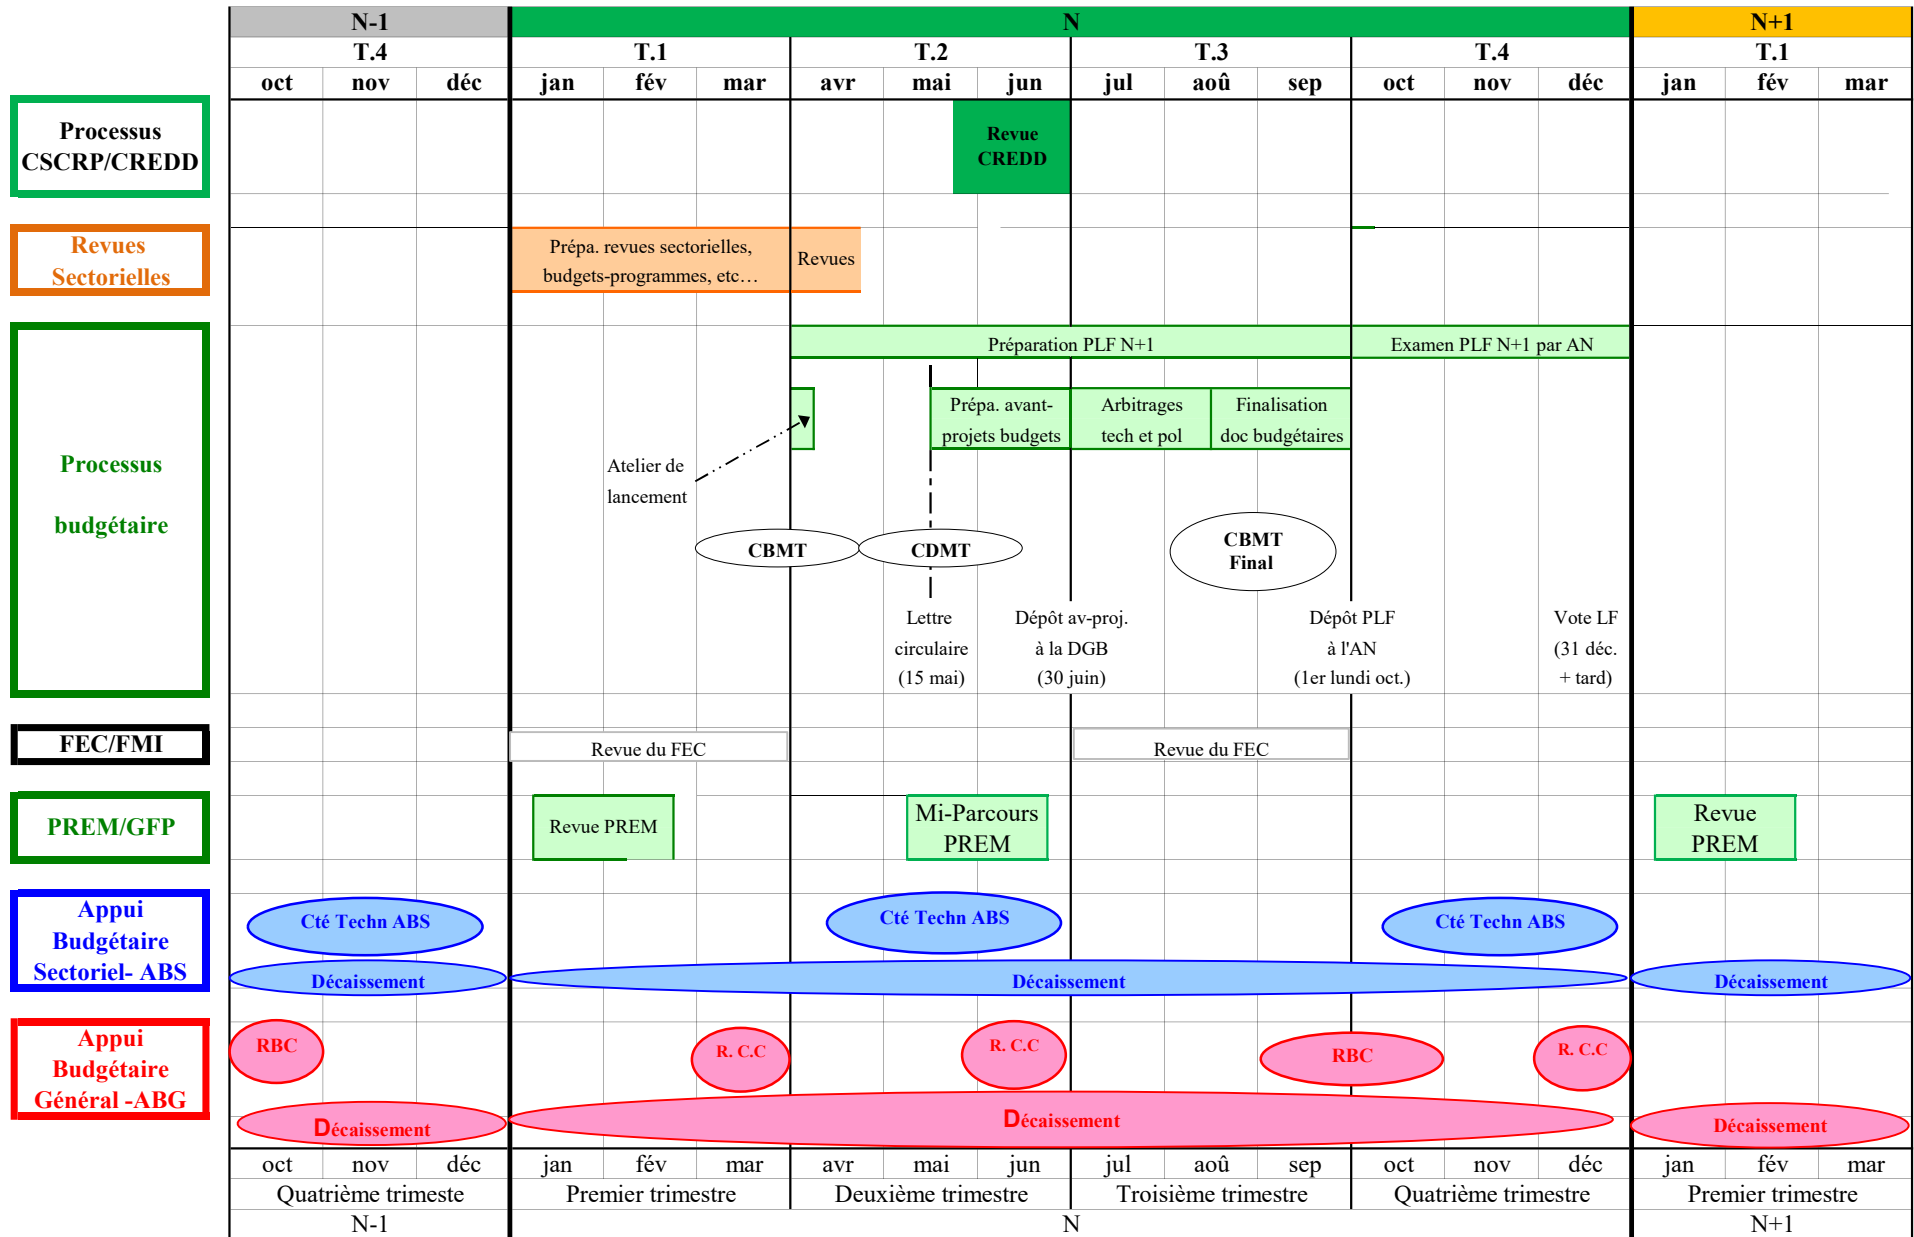 N-1 N N+1
T.4 T.1 T.2 T.3 T.4 T.1
oct nov déc jan fév mar avr mai jun jul aoû sep oct nov déc jan fév mar
Processus
CSCRP/CREDD
Revue
CREDD
Revues
Sectorielles
Prépa. revues sectorielles,
budgets-programmes, etc…
Revues
Processus
budgétaire
Préparation PLF N+1
Examen PLF N+1 par AN
Prépa. avant-
projets budgets
Arbitrages
tech et pol
Finalisation
doc budgétaires
Atelier de
lancement
CBMT
CDMT
CBMT
Final
Lettre
circulaire
(15 mai)
Dépôt av-proj.
à la DGB
(30 juin)
Dépôt PLF
à l'AN
(1er lundi oct.)
Vote LF
(31 déc.
+ tard)
FEC/FMI
Revue du FEC
Revue du FEC
PREM/GFP
Revue PREM
Mi-Parcours
PREM
Revue
PREM
Appui
Budgétaire
Sectoriel- ABS
Cté Techn ABS
Cté Techn ABS
Cté Techn ABS
Décaissement
Décaissement
Décaissement
Appui
Budgétaire
Général -ABG
RBC
R. C.C
R. C.C
RBC
R. C.C
Décaissement
Décaissement
Décaissement
oct nov déc jan fév mar avr mai jun jul aoû sep oct nov déc jan fév mar
Quatrième trimeste Premier trimestre Deuxième trimestre Troisième trimestre Quatrième trimestre Premier trimestre
N-1 N N+1